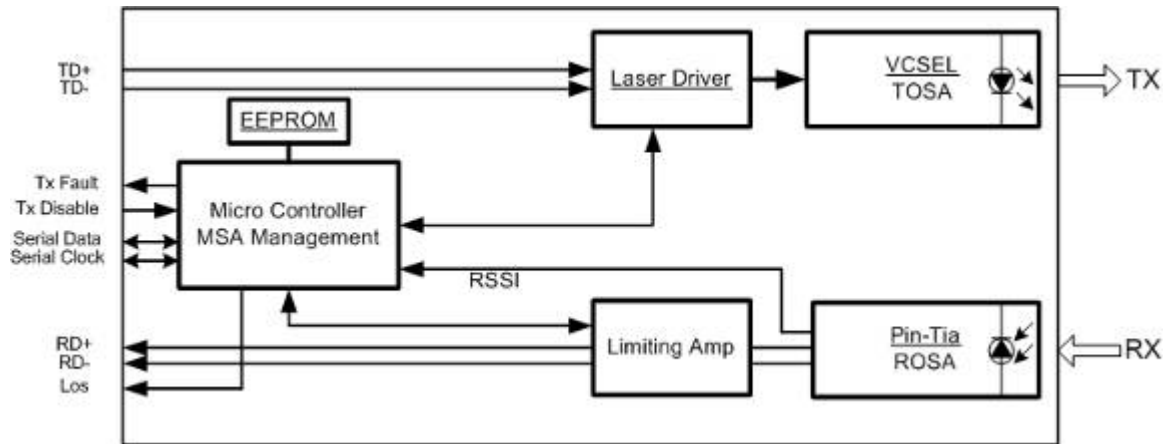 TD+
TD-
Laser Driver
VCSEL
TOSA
TX
EEPROM
Tx Fault
Tx Disable
Serial Data
Serial Clock
Micro Controller
MSA Management
RSSI
RD+
RD-
Los
Limiting Amp
Pin-Tia
ROSA
RX